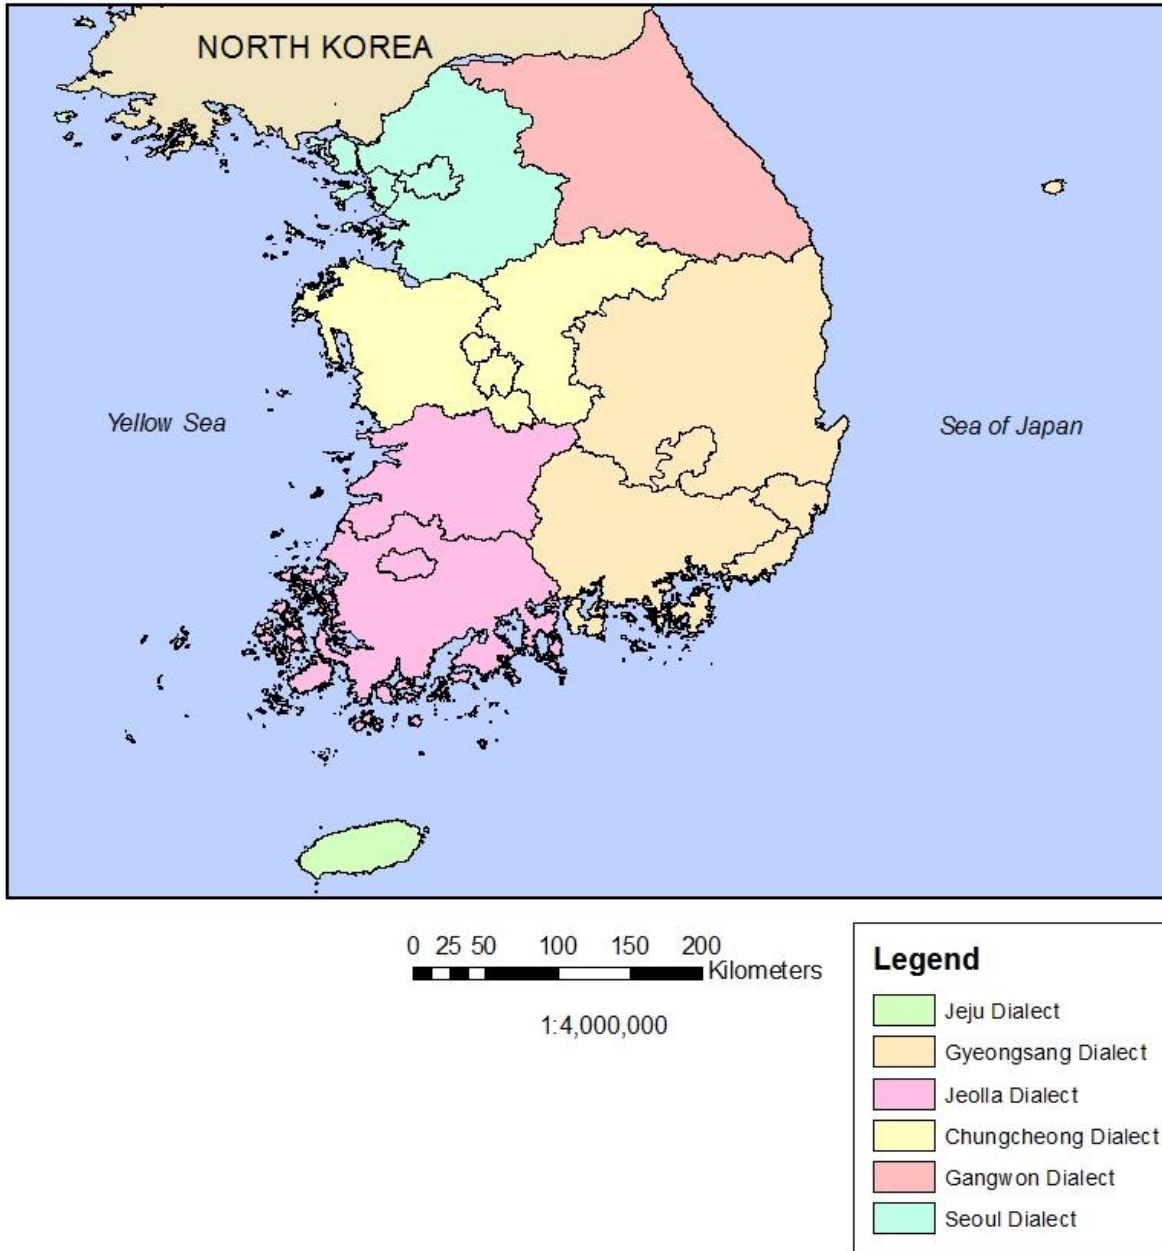 NORTH KOREA
Yellow Sea
Sea of Japan
0 25 50 100 150 200
Kilometers
1:4,000,000
Legend
Jeju Dialect
Gyeongsang Dialect
Jeolla Dialect
Chungcheong Dialect
Gangwon Dialect
Seoul Dialect